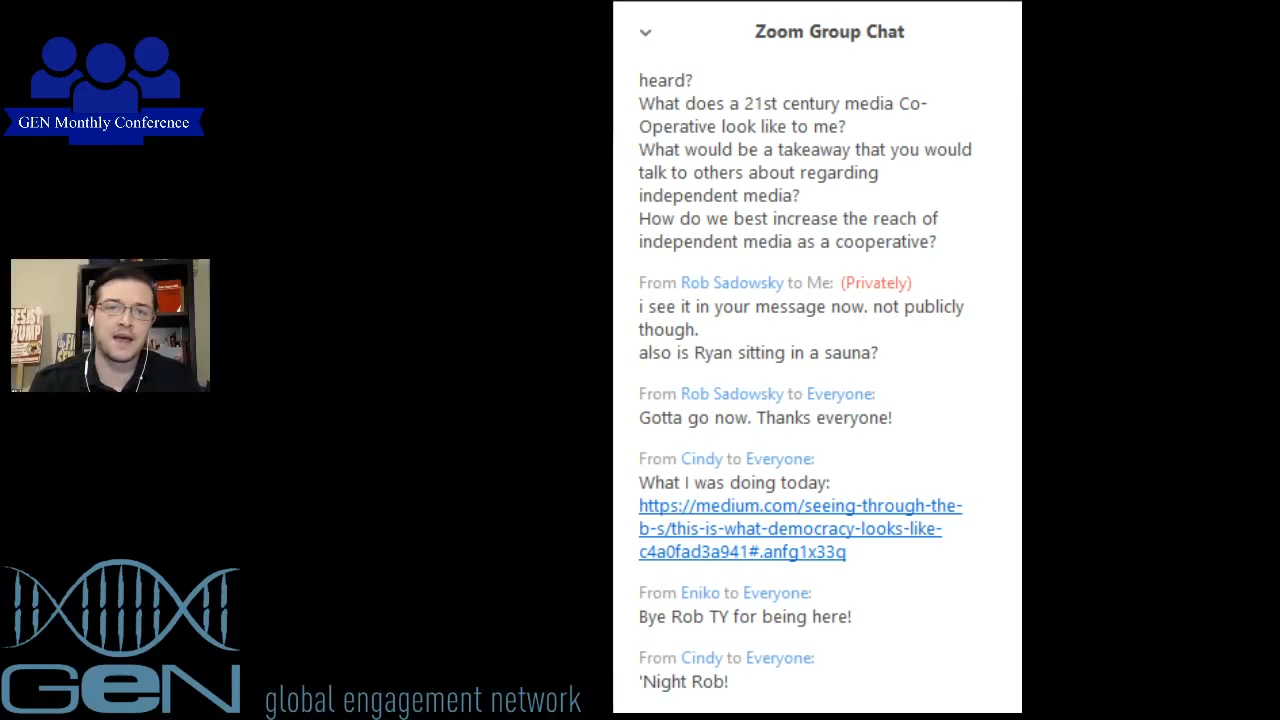 GEN Monthly Conference
RESIST
TRUMP
GeN
global engagement network
Zoom Group Chat
heard?
What does a 21st century media Co-
Operative look like to me?
What would be a takeaway that you would
talk to others about regarding
independent media?
How do we best increase the reach of
independent media as a cooperative?
From Rob Sadowsky to Me: (Privately)
i see it in your message now. not publicly
though.
also is Ryan sitting in a sauna?
From Rob Sadowsky to Everyone:
Gotta go now. Thanks everyone!
From Cindy to Everyone:
What I was doing today:
https://medium.com/seeing-through-the-
b-s/this-is-what-democracy-looks-like-
c4a0fad3a941#.anfg1x33q
From Eniko to Everyone:
Bye Rob TY for being here!
From Cindy to Everyone:
'Night Rob!